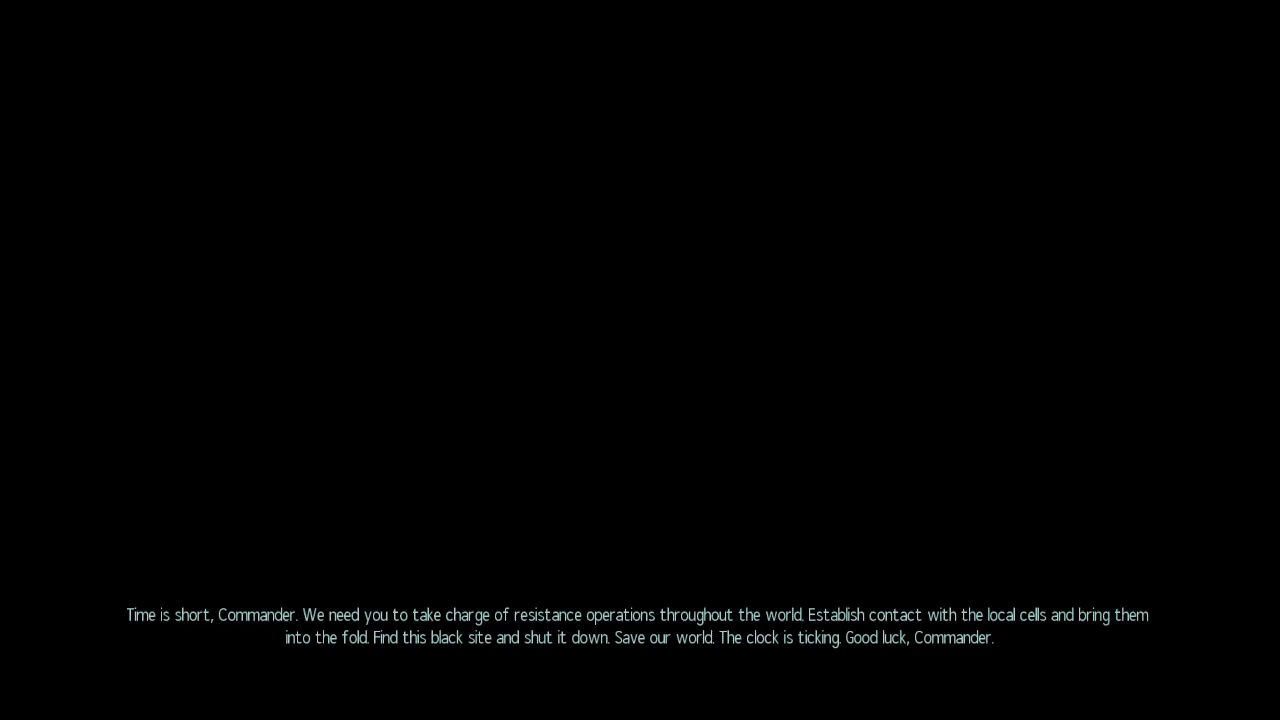 Time is short, Commander. We need you to take charge of resistance operations throughout the world. Establish contact with the local cells and bring them
into the fold. Find this black site and shut it down. Save our world. The clock is ticking. Good luck, Commander.